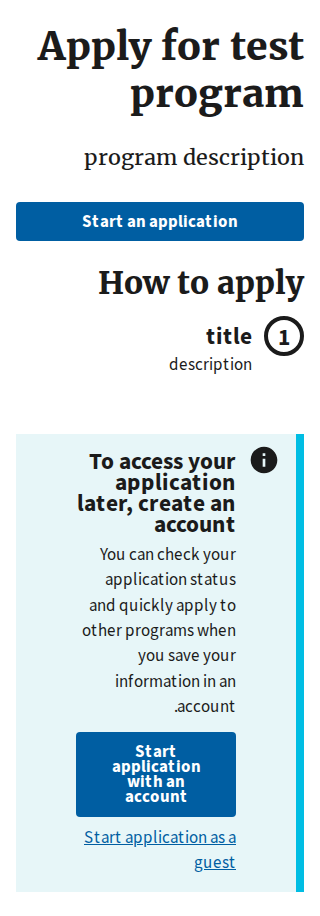 Apply for test
program
program description
Start an application
How to apply
1
title
description
To access your
application
later, create an
account
You can check your
application status
and quickly apply to
other programs when
you save your
information in an
.account
Start
application
with an
account
Start application as a
guest